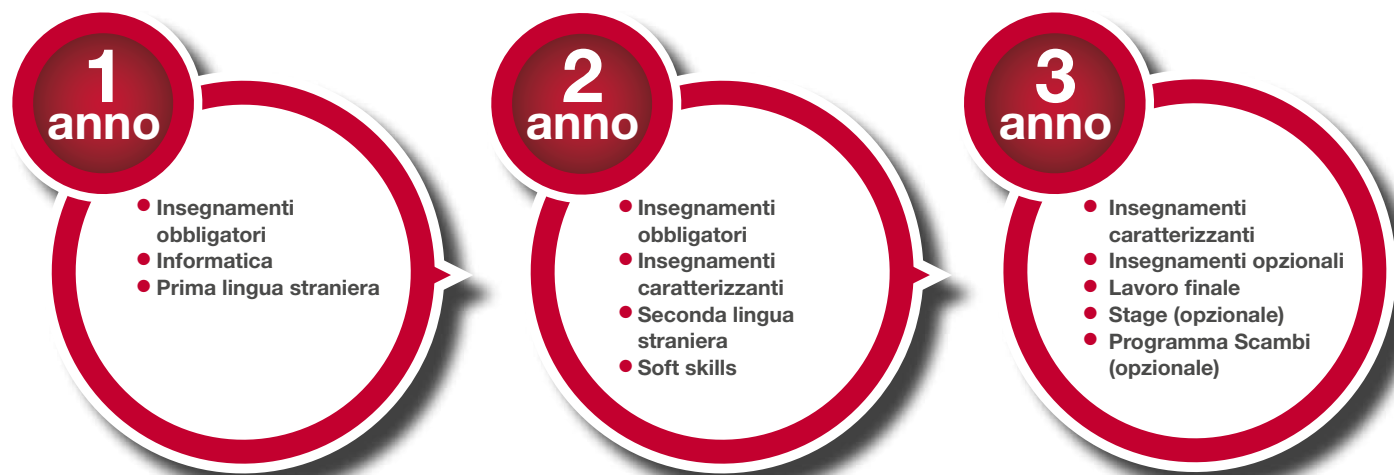 1
anno
• Insegnamenti
obbligatori
• Informatica
• Prima lingua straniera
2
anno
• Insegnamenti
obbligatori
• Insegnamenti
caratterizzanti
• Seconda lingua
straniera
• Soft skills
3
anno
• Insegnamenti
caratterizzanti
• Insegnamenti opzionali
• Lavoro finale
• Stage (opzionale)
• Programma Scambi
(opzionale)